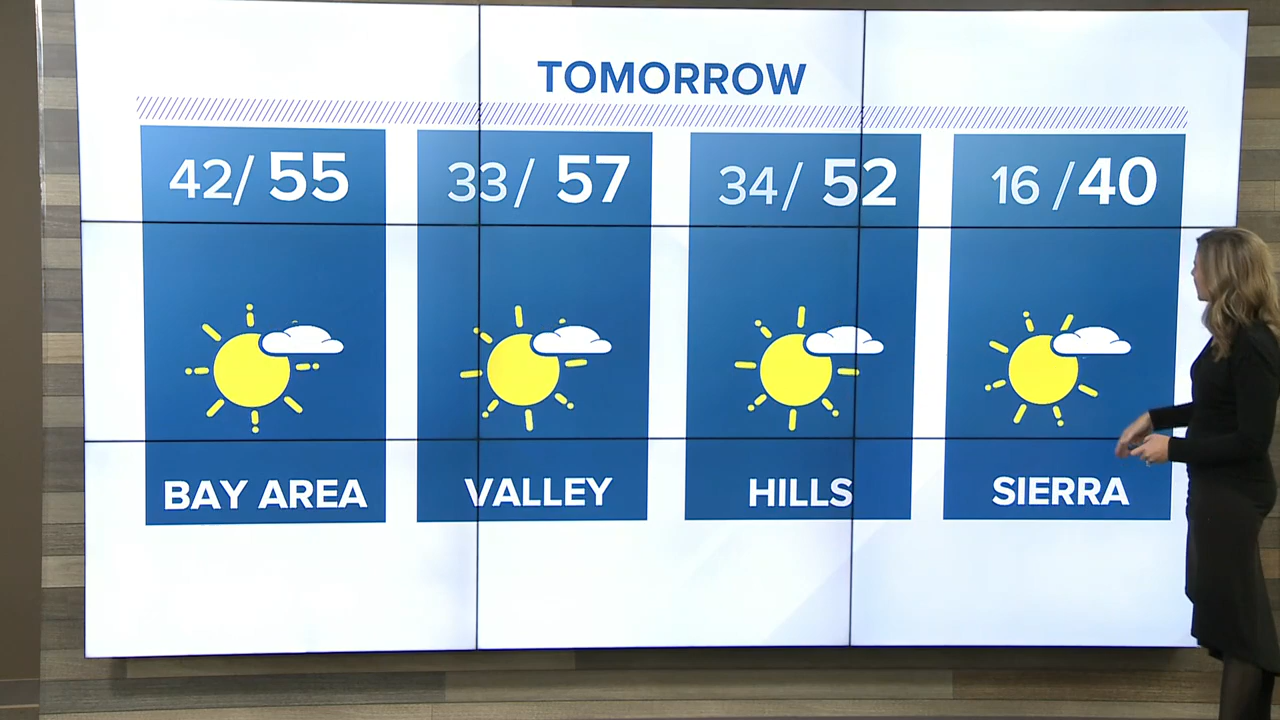 TOMORROW
42/ 55
33/ 57
34/ 52
16 /40
BAY AREA
VALLEY
HILLS
SIERRA